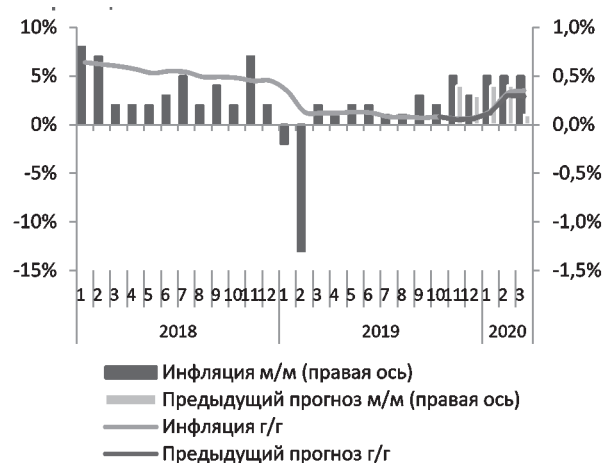 10% 1,0%
5% 0,5%
0% 0,0%
-5% 0,5%
-10% -1,0%
-15% -1,5%
1 2 3 4 5 6 7 8 9 10 11 12 1 2 3 4 5 6 7 8 9 10 11 12 1 2 3
2018 2019 2020
Инфляция м/м (правая ось)
Предыдущий прогноз м/м (правая ось)
Инфляция г/г
Предыдущий прогноз г/г